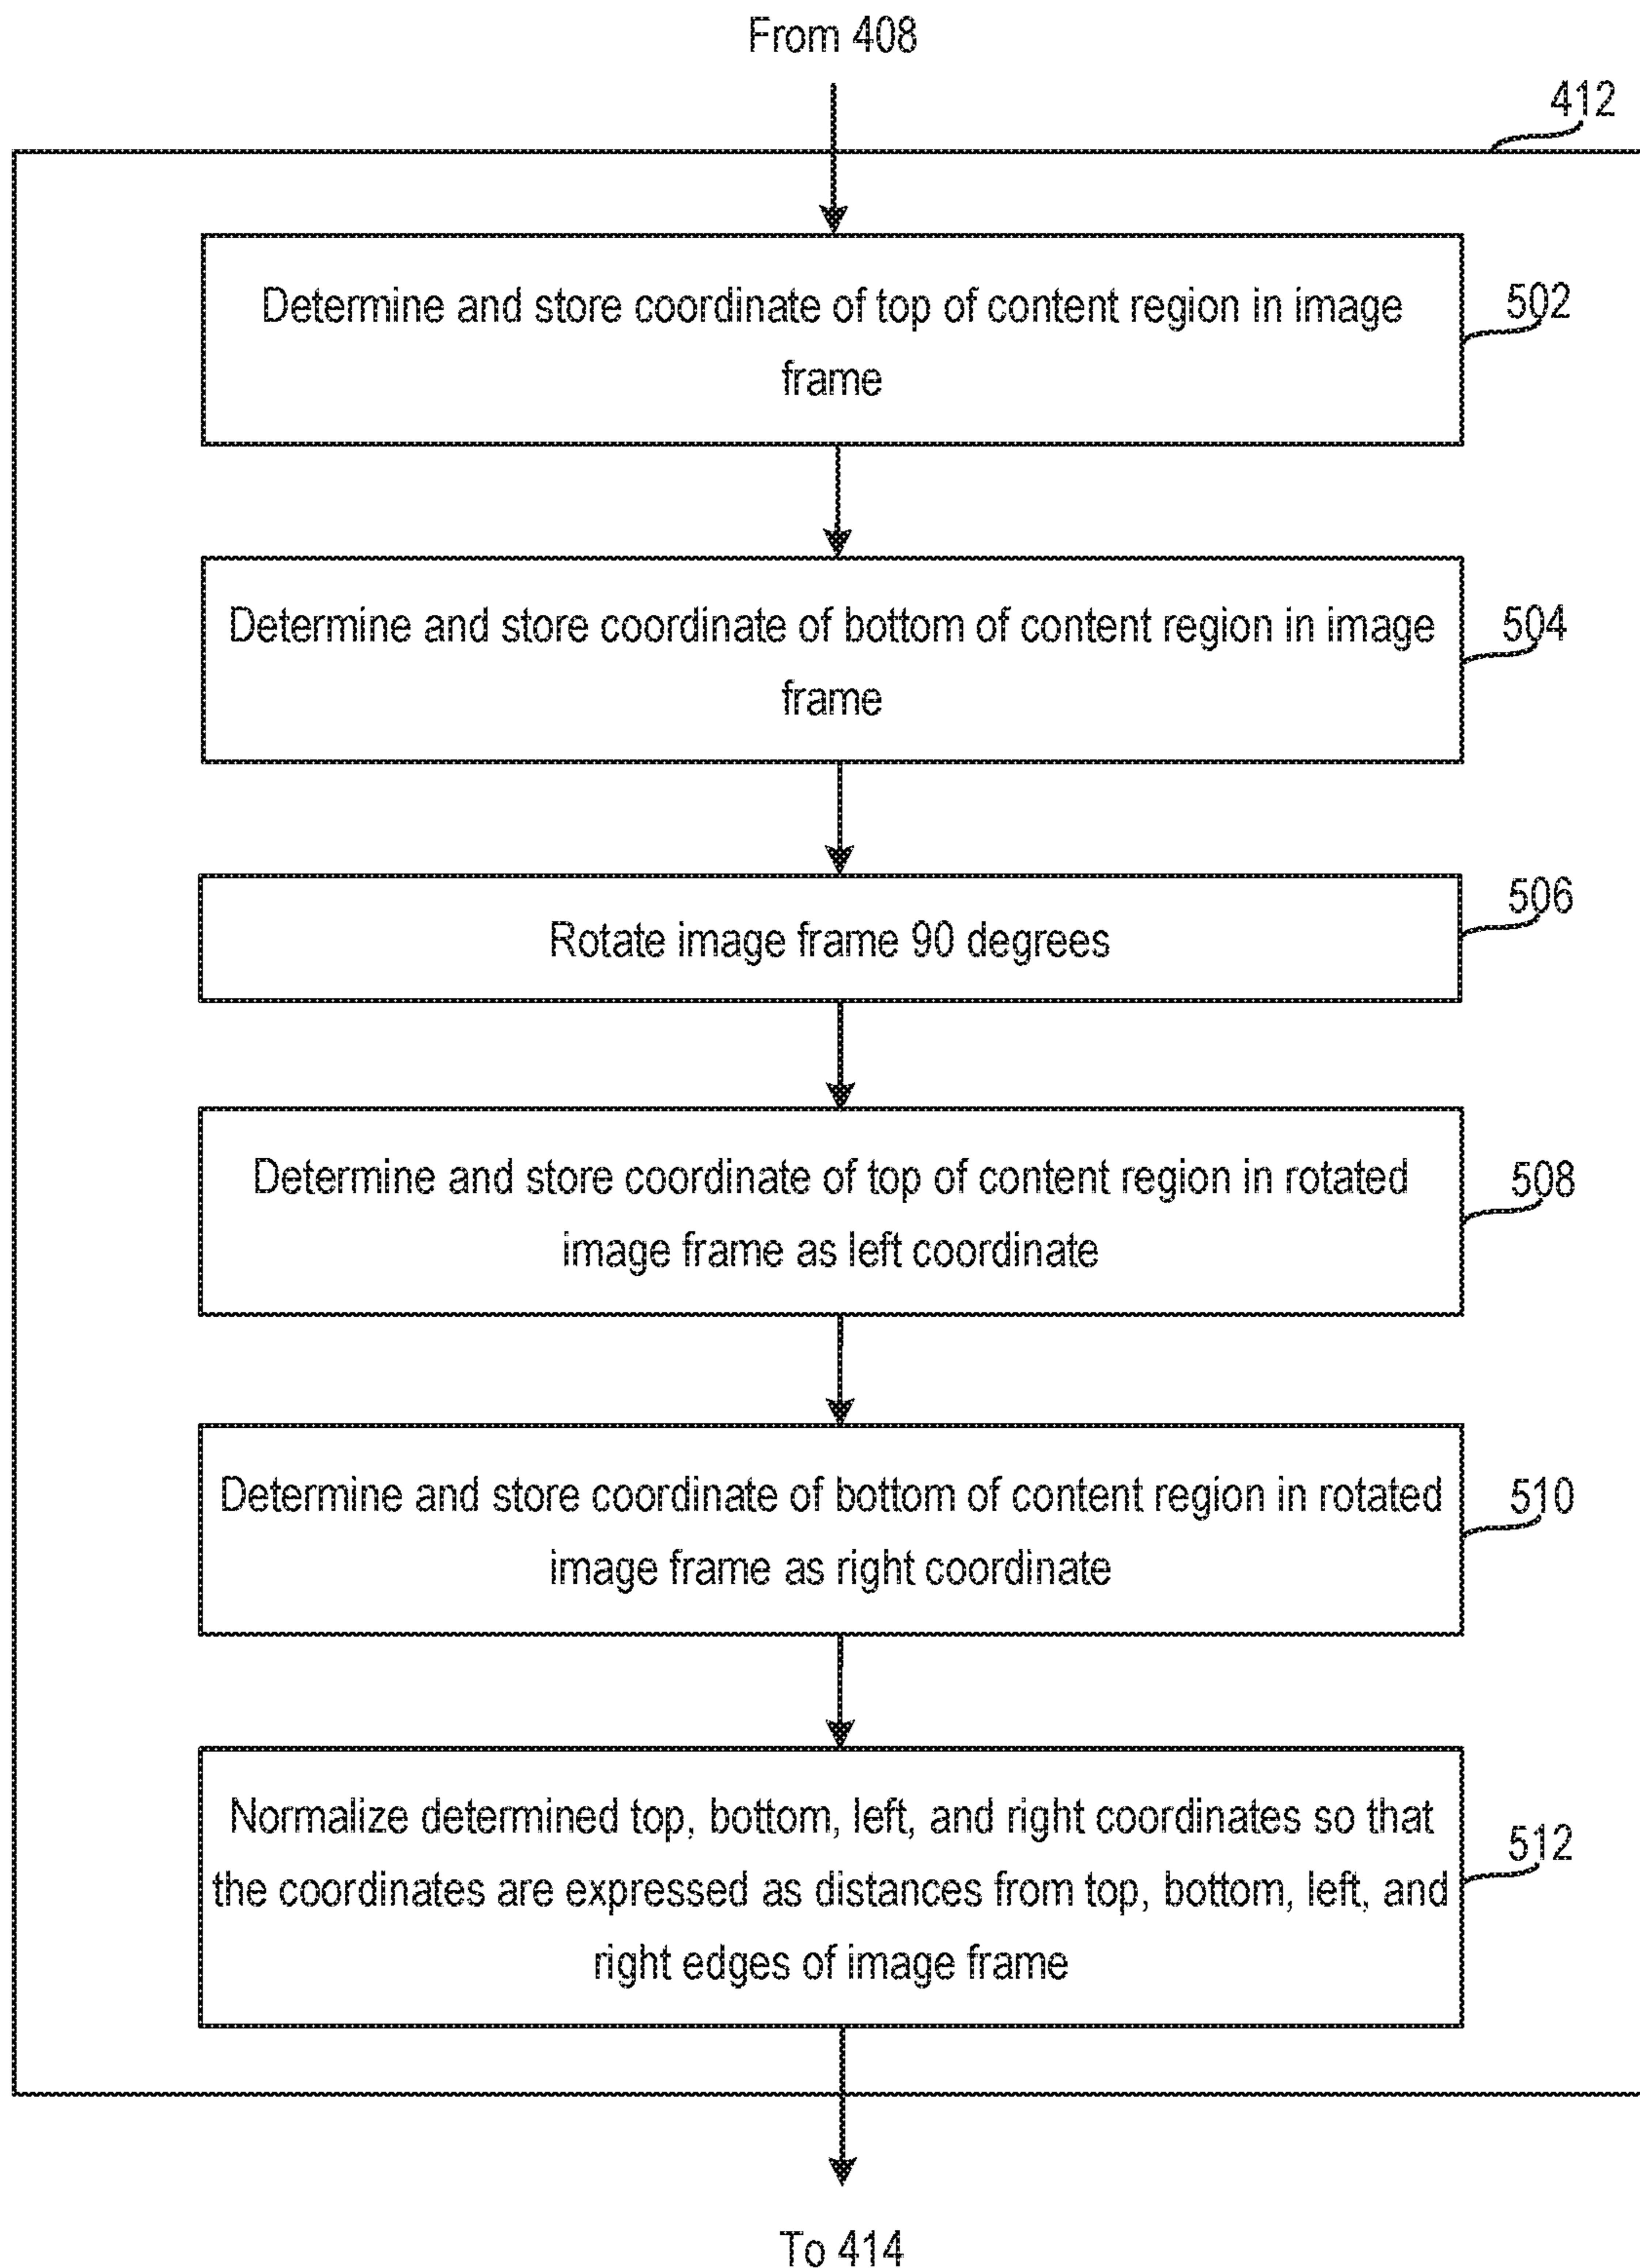 From 408
412
Determine and store coordinate of top of content region in image
frame
502
Determine and store coordinate of bottom of content region in image
frame
504
Rotate image frame 90 degrees
506
Determine and store coordinate of top of content region in rotated
image frame as left coordinate
508
Determine and store coordinate of bottom of content region in rotated
image frame as right coordinate
510
Normalize determined top, bottom, left, and right coordinates so that
the coordinates are expressed as distances from top, bottom, left, and
right edges of image frame
512
To 414